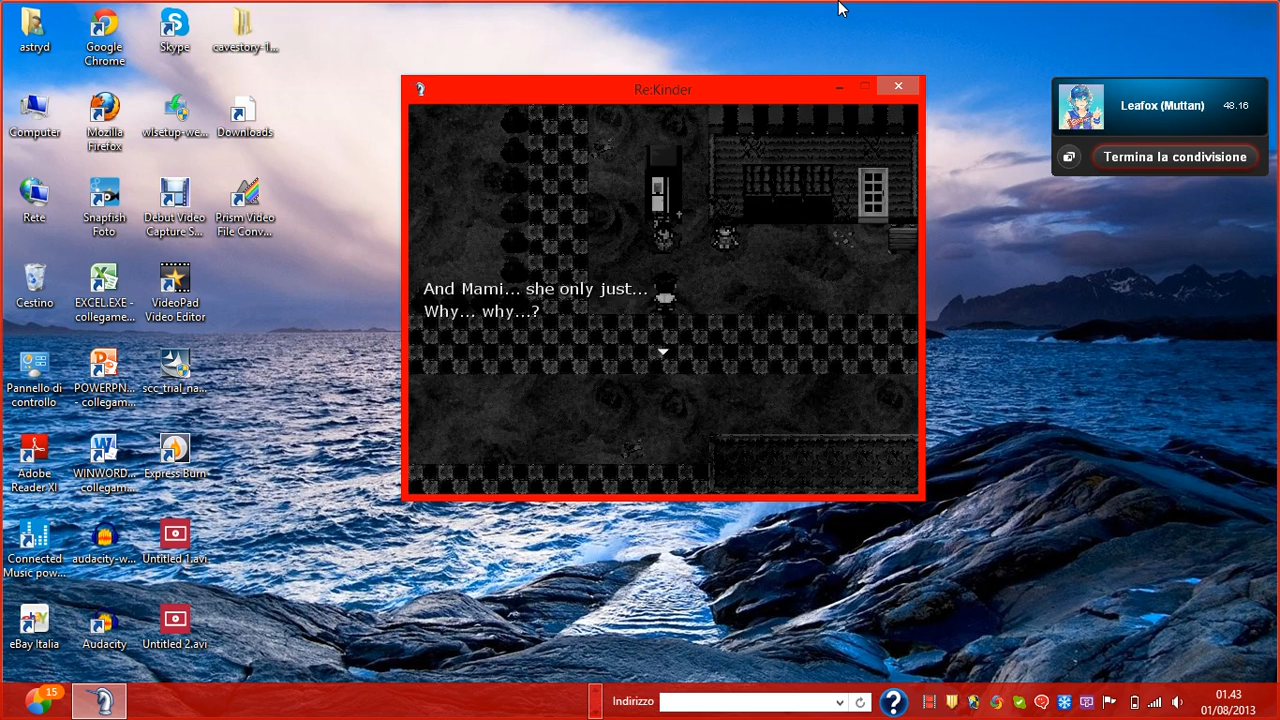 astryd
Google
Chrome
Skype
cavestory-1...
Computer
Mozilla
Firefox
wlsetup-we...
Downloads
Rete
Snapfish
Foto
Debut Video
Capture S...
Prism Video
File Conv...
Cestino
EXCEL.EXE -
collegame...
VideoPad
Video Editor
Pannello di
controllo
POWERPN...
- collegam...
scc_trial_na...
Adobe
Reader XI
WINWORD...
- collegam...
Express Burn
Connected
Music pow...
audacity-w...
Untitled 1.avi
eBay Italia
Audacity
Untitled 2.avi
Re:Kinder
And Mami... she only just...
Why... why...?
Leafox (Muttan) 48.16
Termina la condivisione
15
Indirizzo
01.43
01/08/2013